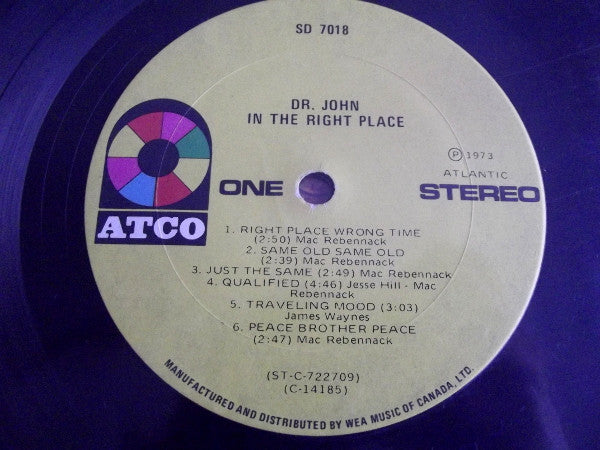 SD 7018
DR. JOHN
IN THE RIGHT PLACE
Ⓟ 1973
ATLANTIC
ATCO
ONE
STEREO
1. RIGHT PLACE WRONG TIME
(2:50) Mac Rebennack
2. SAME OLD SAME OLD
(2:39) Mac Rebennack
3. JUST THE SAME (2:49) Mac Rebennack
4. QUALIFIED (4:46) Jesse Hill - Mac
Rebennack
5. TRAVELING MOOD (3:03)
James Waynes
6. PEACE BROTHER PEACE
(2:47) Mac Rebennack
(ST-C-722709)
(C-14185)
MANUFACTURED AND DISTRIBUTED BY WEA MUSIC OF CANADA, LTD.